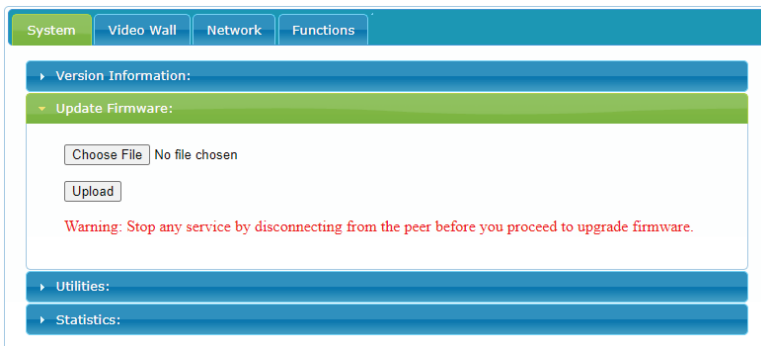 System Video Wall Network Functions
Version Information:
Update Firmware:
Choose File No file chosen
Upload
Warning: Stop any service by disconnecting from the peer before you proceed to upgrade firmware.
Utilities:
Statistics: